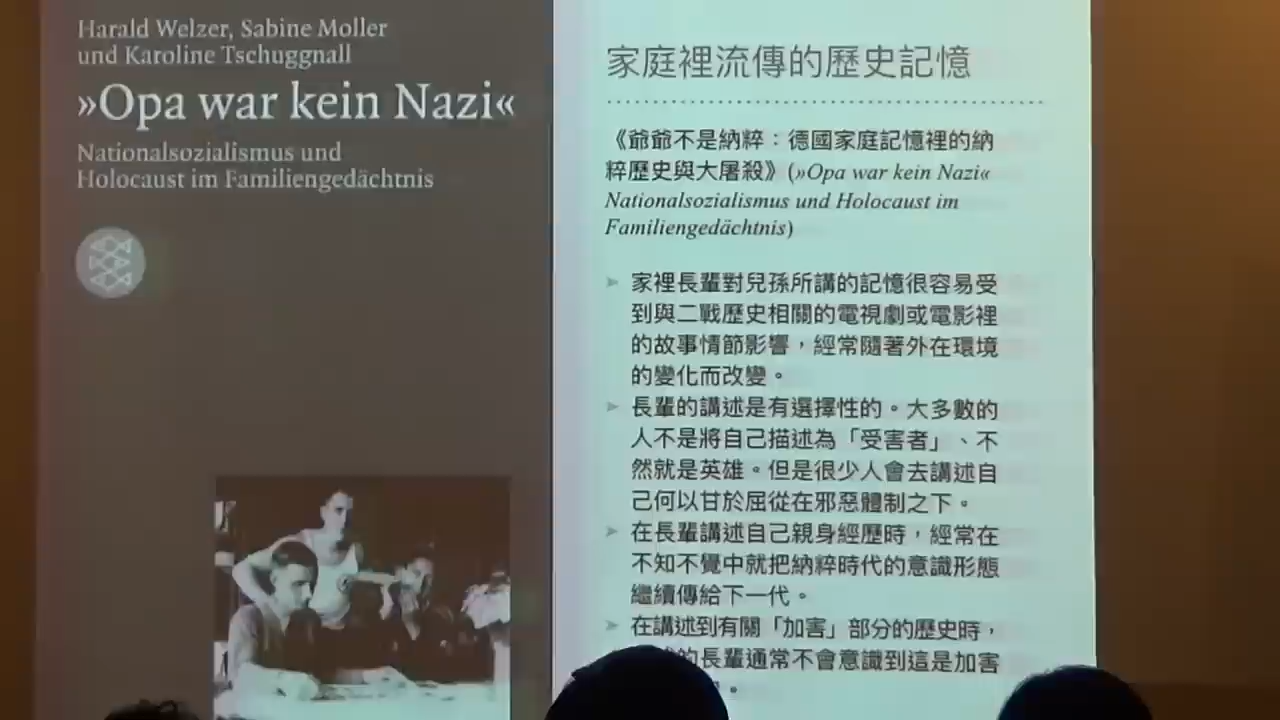 Harald Welzer, Sabine Moller
und Karoline Tschuggnall
»Opa war kein Nazi«
Nationalsozialismus und
Holocaust im Familiengedächtnis
家庭裡流傳的歷史記憶
《爺爺不是納粹：德國家庭記憶裡的納
粹歷史與大屠殺》(»Opa war kein Nazi«
Nationalsozialismus und Holocaust im
Familiengedächtnis)
家裡長輩對兒孫所講的記憶很容易受
到與二戰歷史相關的電視劇或電影裡
的故事情節影響，經常隨著外在環境
的變化而改變。
長輩的講述是有選擇性的。大多數的
人不是將自己描述為「受害者」、不
然就是英雄。但是很少人會去講述自
己何以甘於屈從在邪惡體制之下。
在長輩講述自己親身經歷時，經常在
不知不覺中就把納粹時代的意識形態
繼續傳給下一代。
在講述到有關「加害」部分的歷史時，
的長輩通常不會意識到這是加害
。